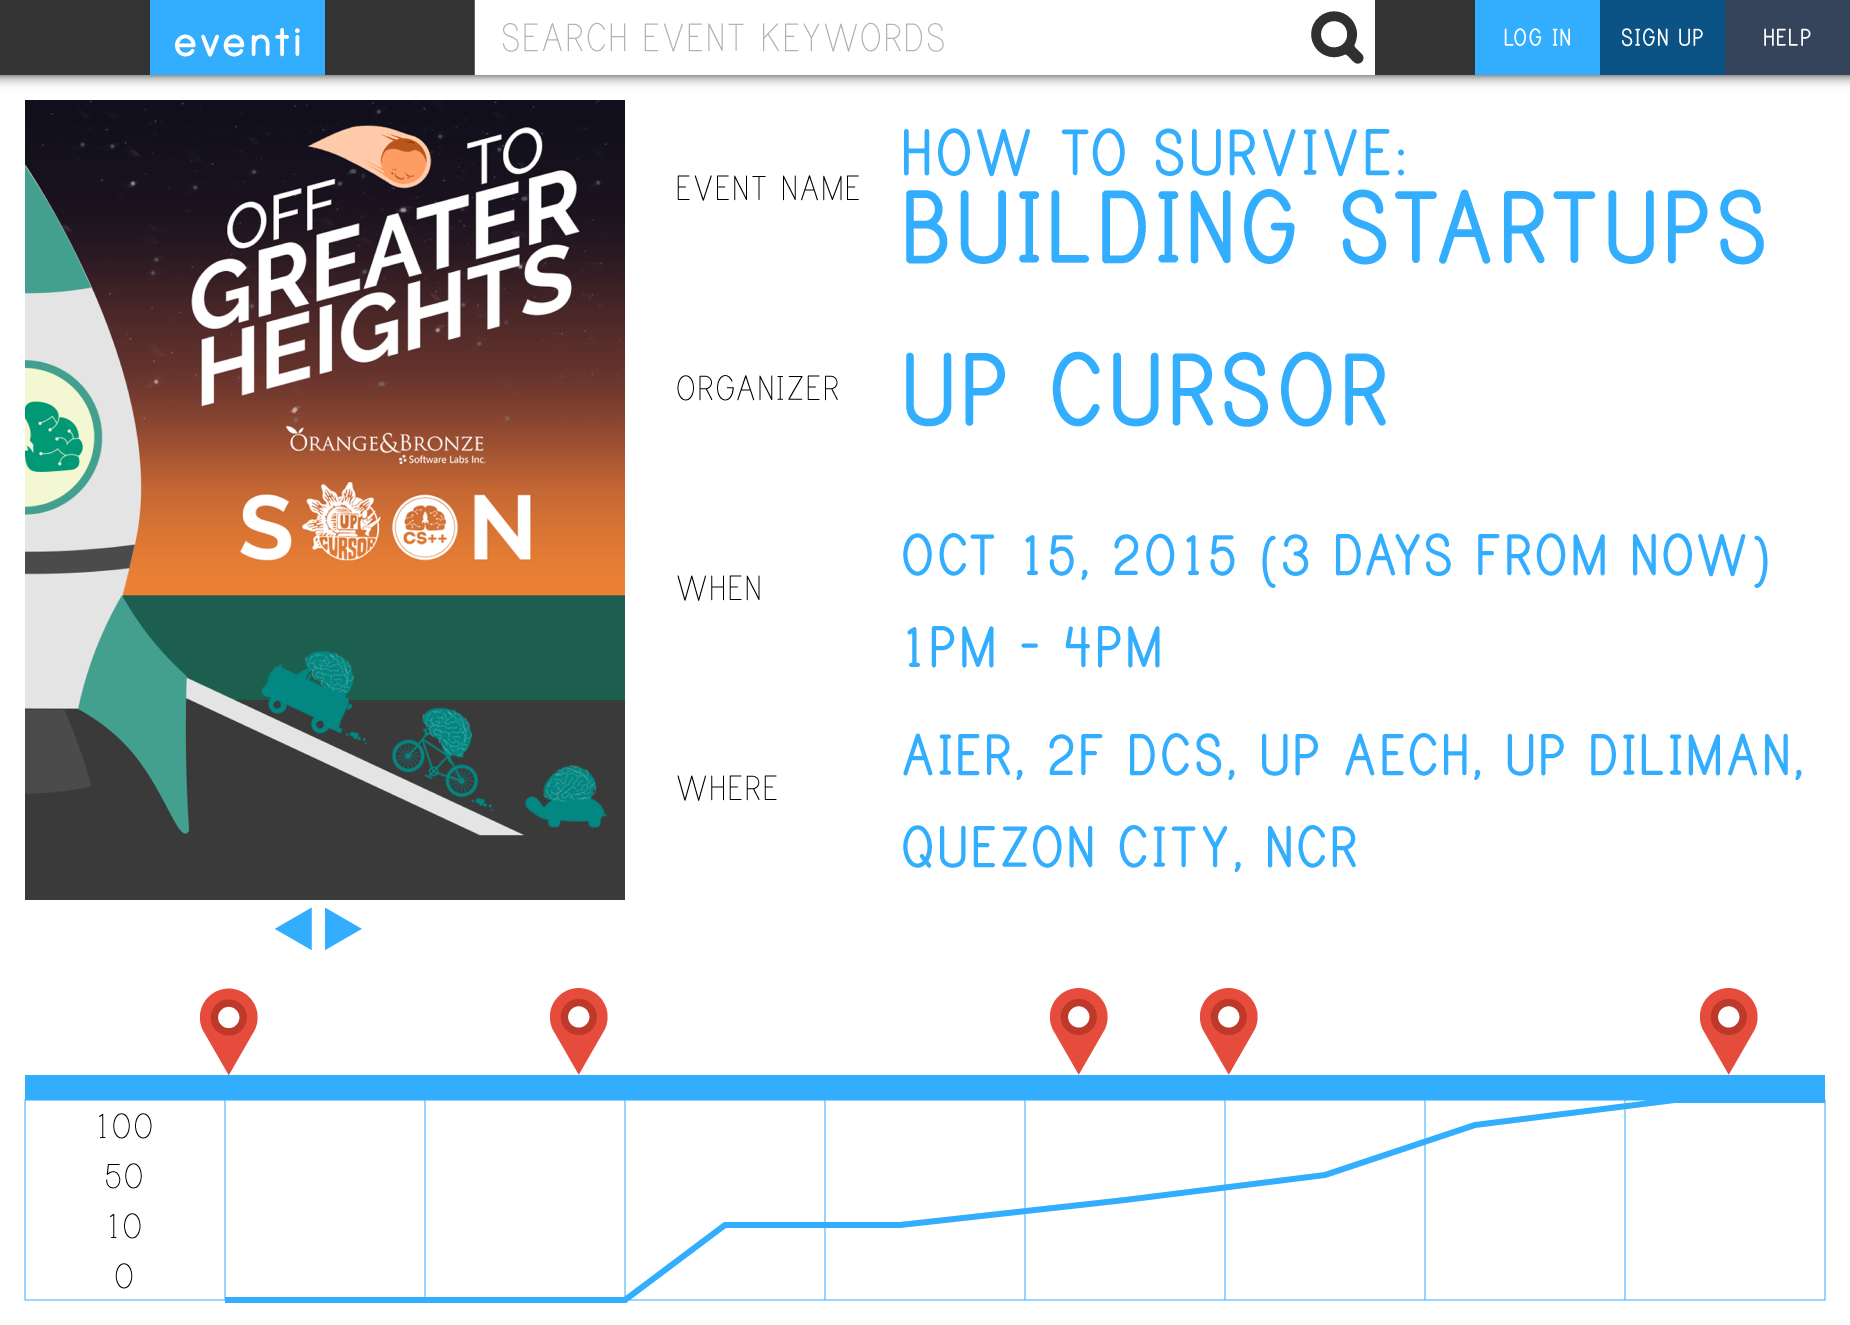 eventi
SEARCH EVENT KEYWORDS
LOG IN
SIGN UP
HELP
OFF TO
GREATER
HEIGHTS
ORANGE&BRONZE
Software Labs Inc.
S UP CURSOR CS++ N
EVENT NAME
HOW TO SURVIVE:
BUILDING STARTUPS
ORGANIZER
UP CURSOR
WHEN
OCT 15, 2015 (3 DAYS FROM NOW)
1PM - 4PM
WHERE
AIER, 2F DCS, UP AECH, UP DILIMAN,
QUEZON CITY, NCR
100
50
10
0